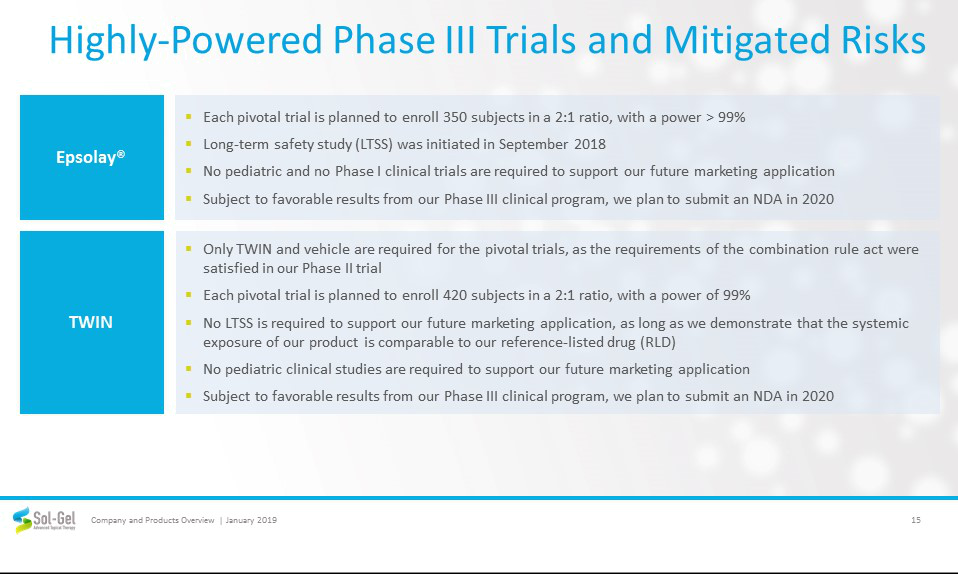 Highly-Powered Phase III Trials and Mitigated Risks
Epsolay®
▪ Each pivotal trial is planned to enroll 350 subjects in a 2:1 ratio, with a power > 99%
▪ Long-term safety study (LTSS) was initiated in September 2018
▪ No pediatric and no Phase I clinical trials are required to support our future marketing application
▪ Subject to favorable results from our Phase III clinical program, we plan to submit an NDA in 2020
TWIN
▪ Only TWIN and vehicle are required for the pivotal trials, as the requirements of the combination rule act were
satisfied in our Phase II trial
▪ Each pivotal trial is planned to enroll 420 subjects in a 2:1 ratio, with a power of 99%
▪ No LTSS is required to support our future marketing application, as long as we demonstrate that the systemic
exposure of our product is comparable to our reference-listed drug (RLD)
▪ No pediatric clinical studies are required to support our future marketing application
▪ Subject to favorable results from our Phase III clinical program, we plan to submit an NDA in 2020
Sol-Gel
Advanced Topical Therapy
Company and Products Overview | January 2019
15